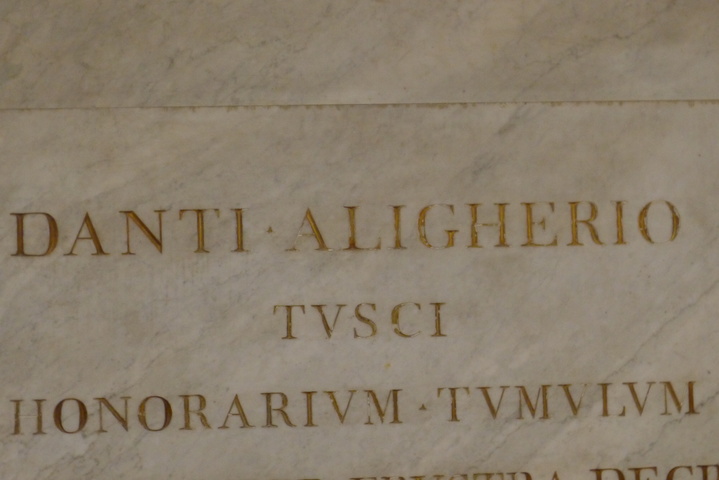 DANTI · ALIGHERIO
TVSCI
HONORARIVM · TVMVLVM